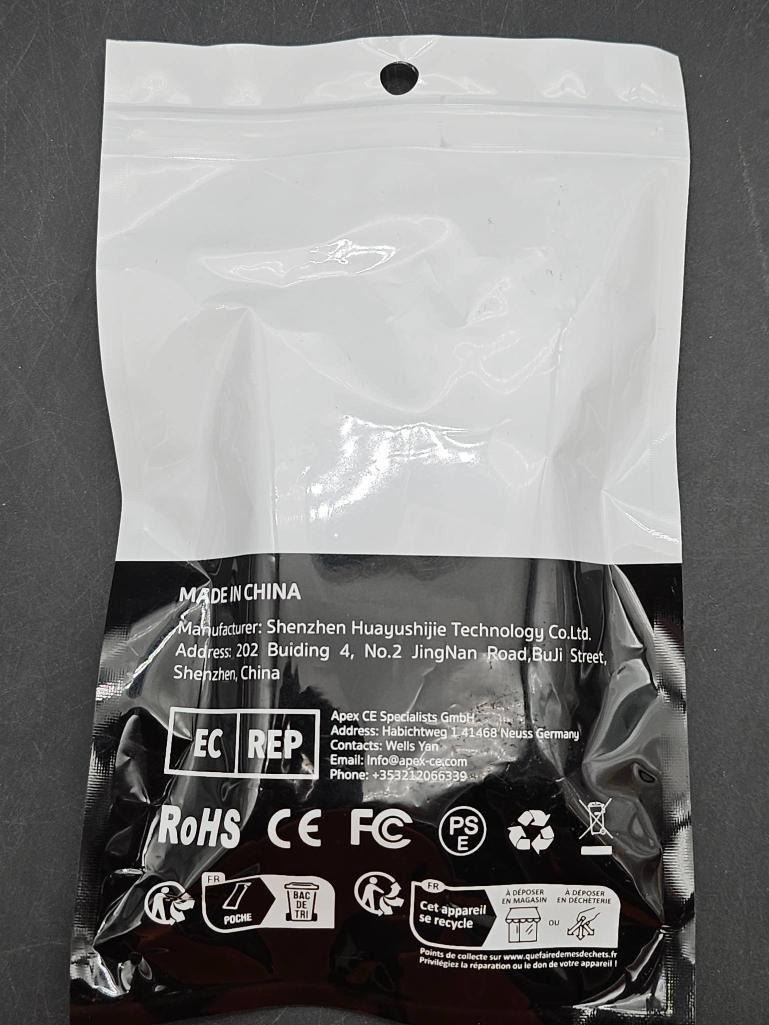 MADE IN CHINA
Manufacturer: Shenzhen Huayushijie Technology Co.Ltd.
Address: 202 Buiding 4, No.2 JingNan Road,BuJi Street,
Shenzhen, China
EC REP
Apex CE Specialists GmbH
Address: Habichtweg 1 41468 Neuss Germany
Contacts: Wells Yan
Email: Info@apex-ce.com
Phone: +353212066339
RoHS CE FC PS
E
FR
POCHE
BAC
DE
TRI
FR
Cet appareil
se recycle
À DÉPOSER
EN MAGASIN
OU
À DÉPOSER
EN DÉCHÈTERIE
Points de collecte sur www.quefairedemesdechets.fr
Privilégiez la réparation ou le don de votre appareil !